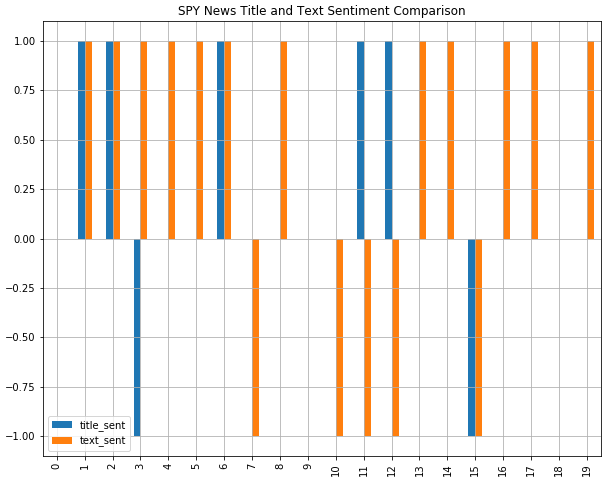 SPY News Title and Text Sentiment Comparison
1.00
0.75
0.50
0.25
0.00
−0.25
−0.50
−0.75
−1.00
title_sent
text_sent
0 1 2 3 4 5 6 7 8 9 10 11 12 13 14 15 16 17 18 19